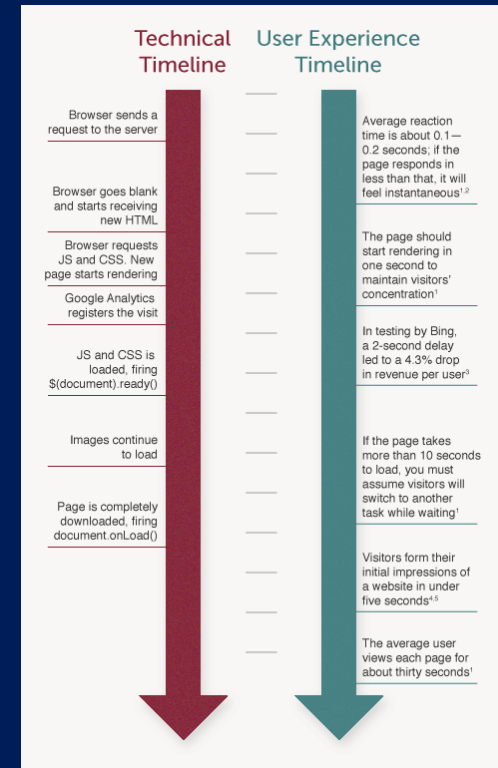 Technical
Timeline
Browser sends a
request to the server
Browser goes blank
and starts receiving
new HTML
Browser requests
JS and CSS. New
page starts rendering
Google Analytics
registers the visit
JS and CSS is
loaded, firing
$(document).ready()
Images continue
to load
Page is completely
downloaded, firing
document.onLoad()
User Experience
Timeline
Average reaction
time is about 0.1—
0.2 seconds; if the
page responds in
less than that, it will
feel instantaneous¹,²
The page should
start rendering in
one second to
maintain visitors'
concentration¹
In testing by Bing,
a 2-second delay
led to a 4.3% drop
in revenue per user³
If the page takes
more than 10 seconds
to load, you must
assume visitors will
switch to another
task while waiting¹
Visitors form their
initial impressions of
a website in under
five seconds⁴,⁵
The average user
views each page for
about thirty seconds¹